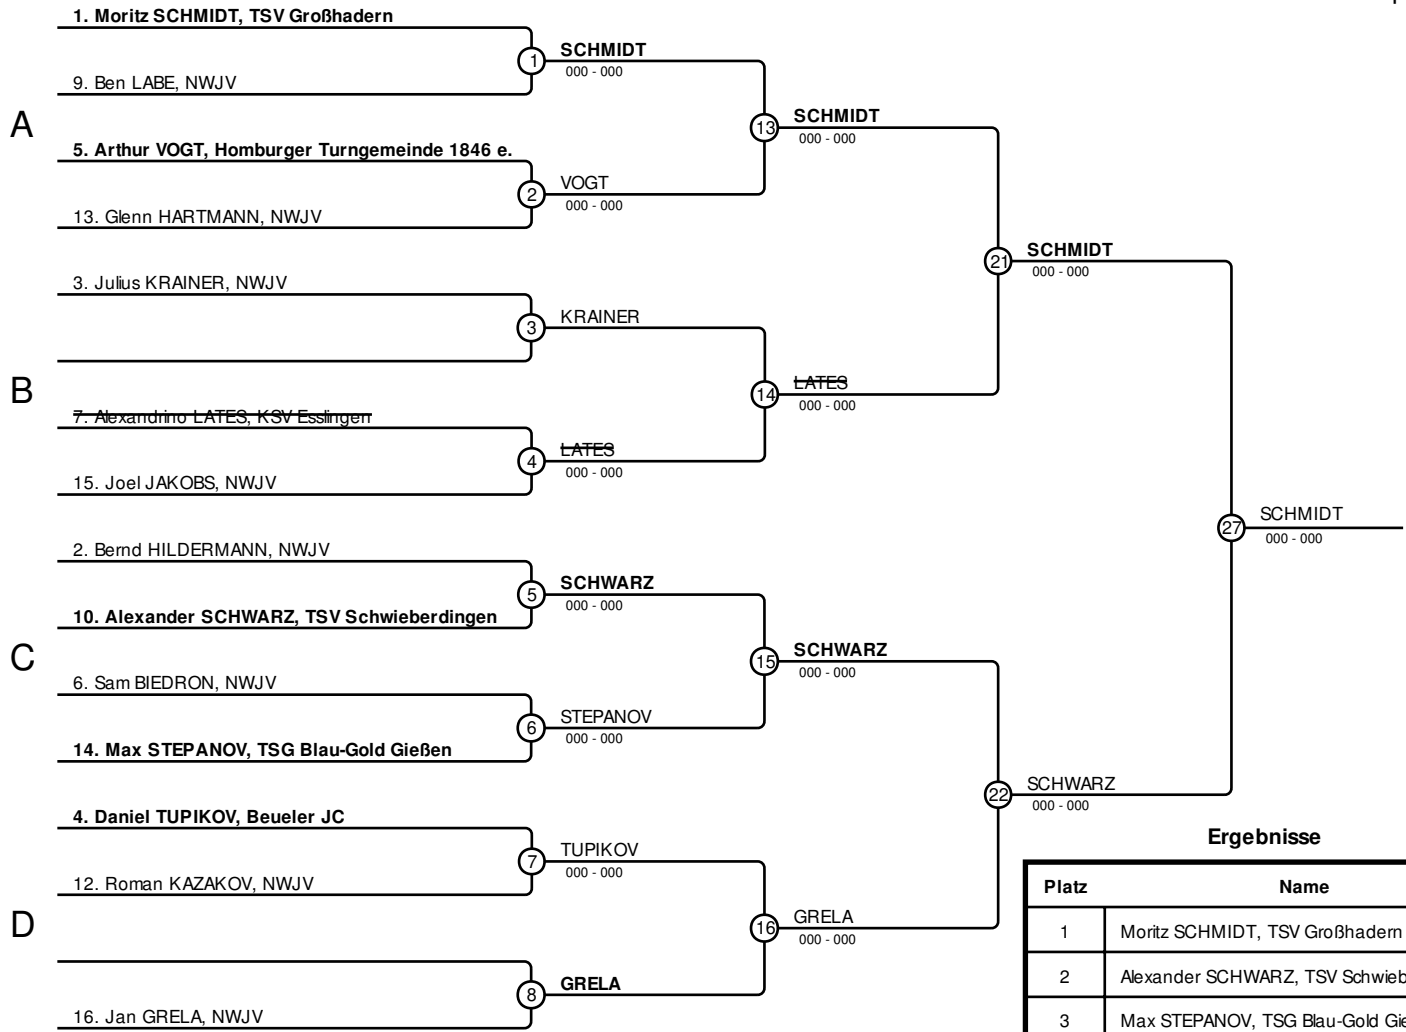 1. Moritz SCHMIDT, TSV Großhadern
1
SCHMIDT
000 - 000
9. Ben LABE, NWJV
A
13
SCHMIDT
000 - 000
5. Arthur VOGT, Homburger Turngemeinde 1846 e.
2
VOGT
000 - 000
13. Glenn HARTMANN, NWJV
21
SCHMIDT
000 - 000
3. Julius KRAINER, NWJV
3
KRAINER
B
14
LATES
000 - 000
7. Alexandrino LATES, KSV Esslingen
4
LATES
000 - 000
15. Joel JAKOBS, NWJV
27
SCHMIDT
000 - 000
2. Bernd HILDERMANN, NWJV
5
SCHWARZ
000 - 000
10. Alexander SCHWARZ, TSV Schwieberdingen
C
15
SCHWARZ
000 - 000
6. Sam BIEDRON, NWJV
6
STEPANOV
000 - 000
14. Max STEPANOV, TSG Blau-Gold Gießen
22
SCHWARZ
000 - 000
4. Daniel TUPIKOV, Beueler JC
7
TUPIKOV
000 - 000
12. Roman KAZAKOV, NWJV
D
16
GRELA
000 - 000
8
GRELA
16. Jan GRELA, NWJV
Ergebnisse
Platz Name
1 Moritz SCHMIDT, TSV Großhadern
2 Alexander SCHWARZ, TSV Schwieb
3 Max STEPANOV, TSG Blau-Gold Gie